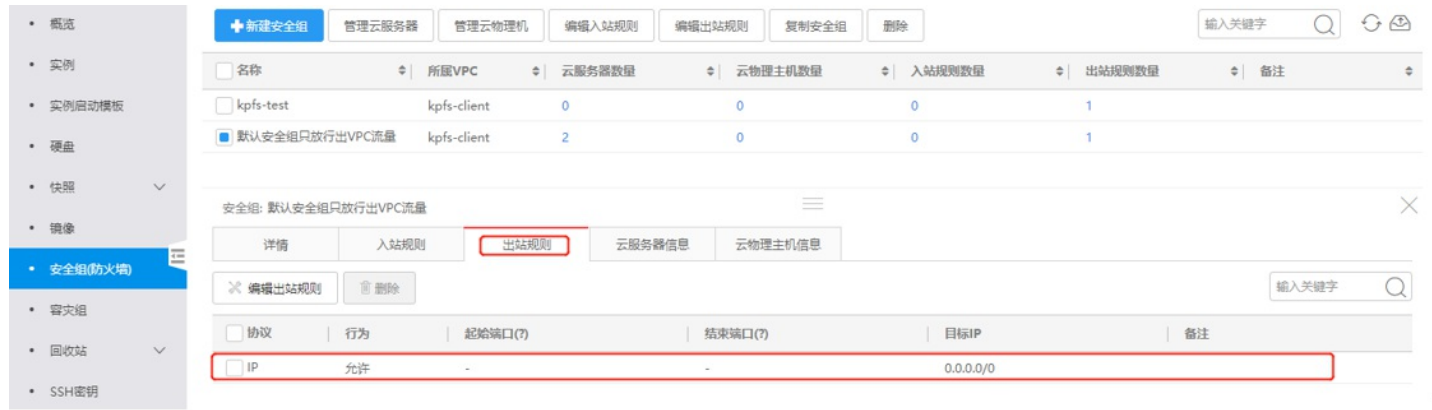 概览
实例
实例启动模板
硬盘
快照
镜像
安全组(防火墙)
容灾组
回收站
SSH密钥
新建安全组 管理云服务器 管理云物理机 编辑入站规则 编辑出站规则 复制安全组 删除 输入关键字
名称 所属VPC 云服务器数量 云物理主机数量 入站规则数量 出站规则数量 备注
kpfs-test kpfs-client 0 0 0 1
默认安全组只放行出VPC流量 kpfs-client 2 0 0 1
安全组: 默认安全组只放行出VPC流量
详情 入站规则 出站规则 云服务器信息 云物理主机信息
编辑出站规则 删除 输入关键字
协议 行为 起始端口(?) 结束端口(?) 目标IP 备注
IP 允许 - - 0.0.0.0/0